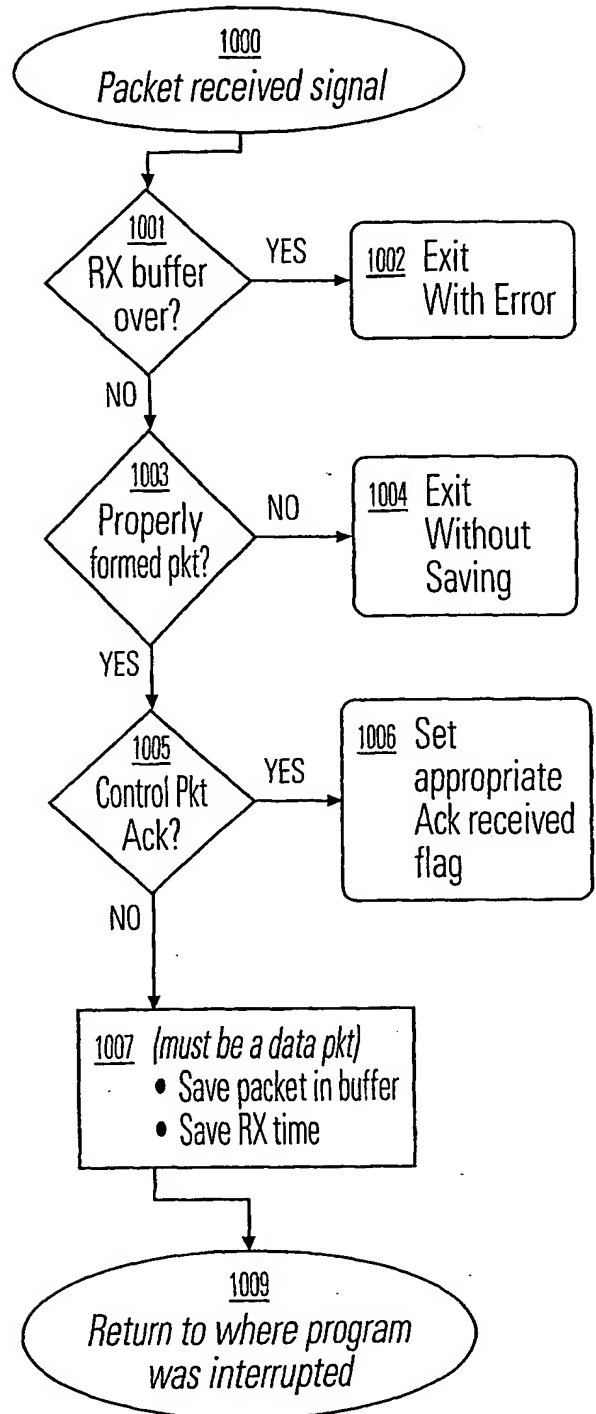 1000
Packet received signal
1001
RX buffer
over?
YES
1002 Exit
With Error
NO
1003
Properly
formed pkt?
NO
1004 Exit
Without
Saving
YES
1005
Control Pkt
Ack?
YES
1006 Set
appropriate
Ack received
flag
NO
1007 (must be a data pkt)
• Save packet in buffer
• Save RX time
1009
Return to where program
was interrupted